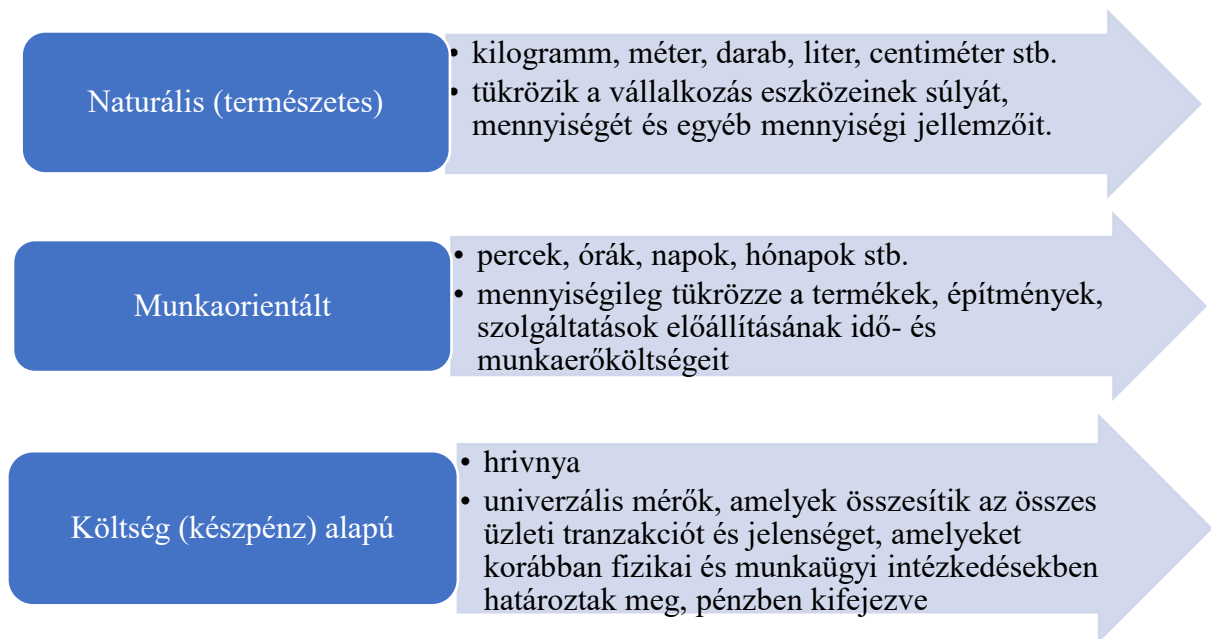 Naturális (természetes)
• kilogramm, méter, darab, liter, centiméter stb.
• tükrözik a vállalkozás eszközeinek súlyát,
mennyiségét és egyéb mennyiségi jellemzőit.
Munkaorientált
• percek, órák, napok, hónapok stb.
• mennyiségileg tükrözze a termékek, építmények,
szolgáltatások előállításának idő- és
munkaerőköltségeit
Költség (készpénz) alapú
• hrivnya
• univerzális mérők, amelyek összesítik az összes
üzleti tranzakciót és jelenséget, amelyeket
korábban fizikai és munkaügyi intézkedésekben
határoztak meg, pénzben kifejezve